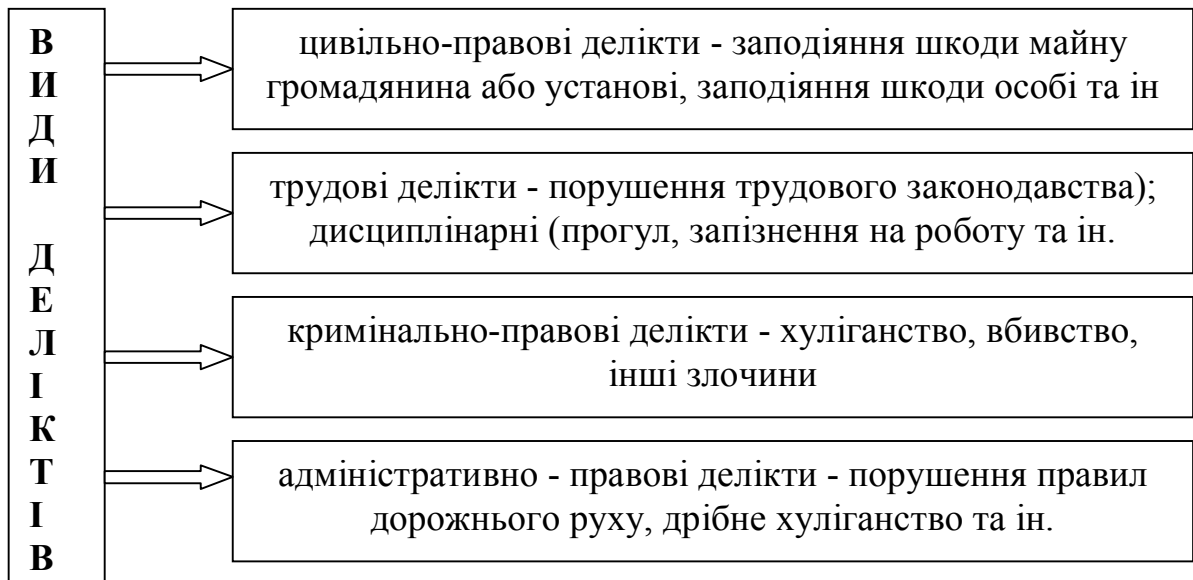 ВИДИ ДЕЛІКТІВ
цивільно-правові делікти - заподіяння шкоди майну
громадянина або установі, заподіяння шкоди особі та ін
трудові делікти - порушення трудового законодавства);
дисциплінарні (прогул, запізнення на роботу та ін.
кримінально-правові делікти - хуліганство, вбивство,
інші злочини
адміністративно - правові делікти - порушення правил
дорожнього руху, дрібне хуліганство та ін.